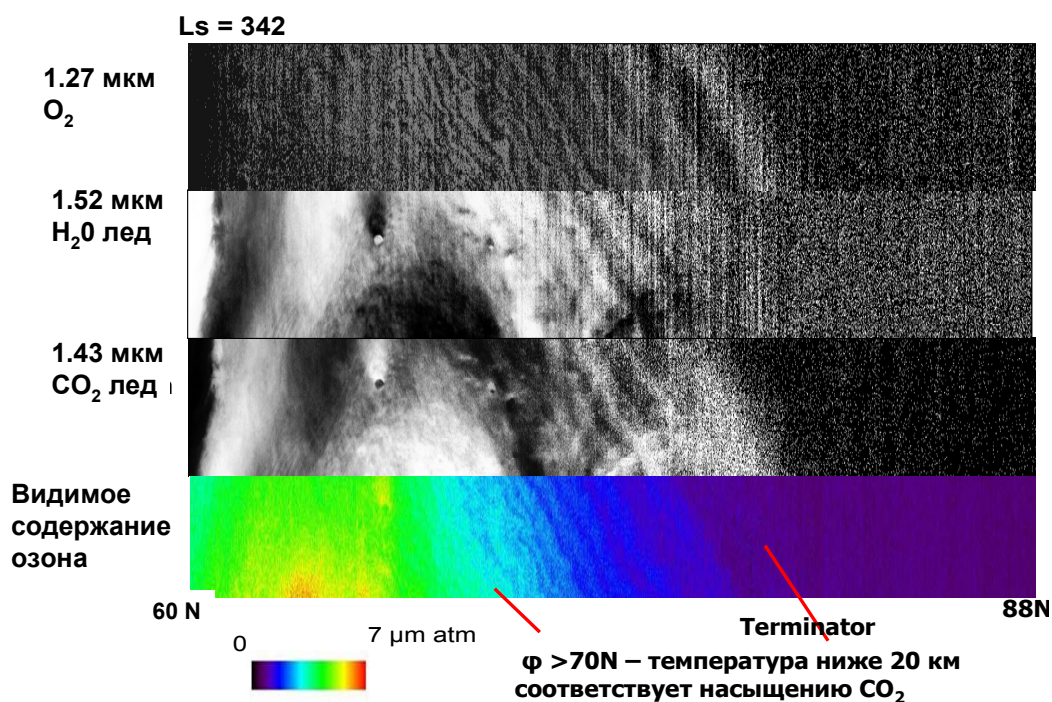 Ls = 342
1.27 мкм
O2
1.52 мкм
H20 лед
1.43 мкм
CO2 лед
Видимое
содержание
озона
60 N
88N
Terminator
0
7 μm atm
φ >70N – температура ниже 20 км
соответствует насыщению CO2